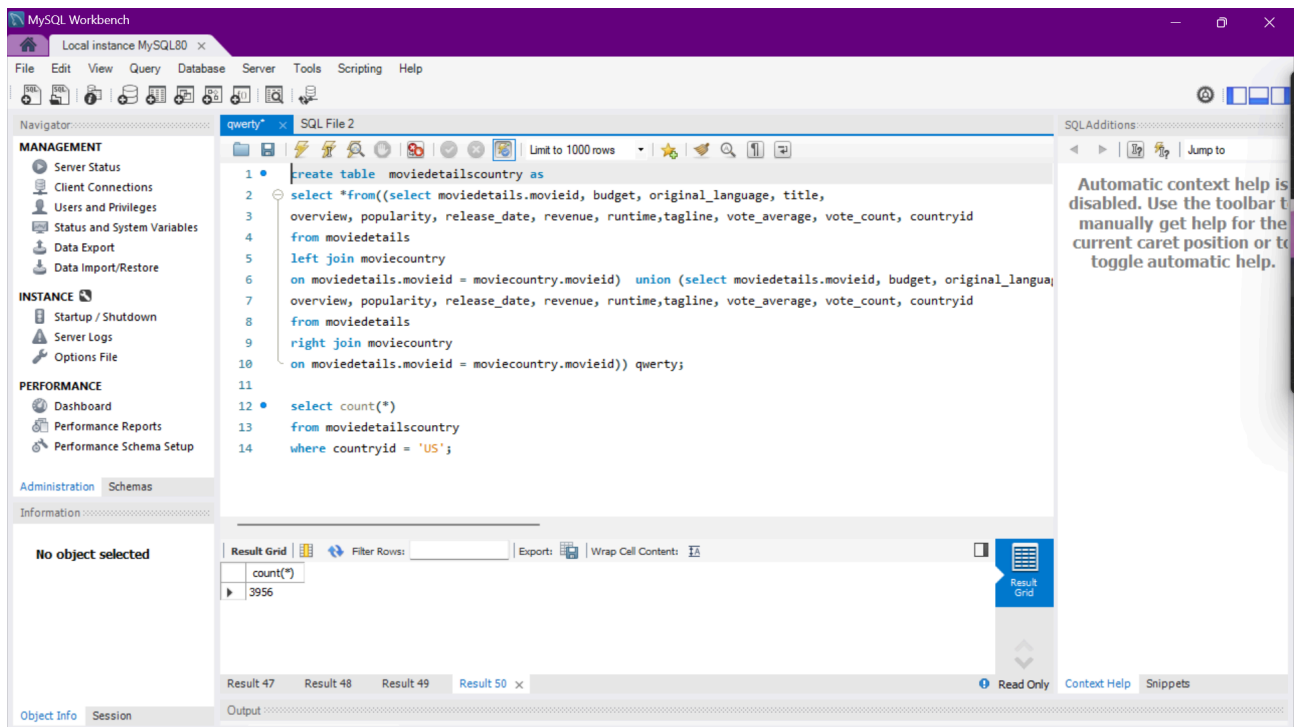 MySQL Workbench
Local instance MySQL80
File Edit View Query Database Server Tools Scripting Help
Navigator
MANAGEMENT
Server Status
Client Connections
Users and Privileges
Status and System Variables
Data Export
Data Import/Restore
INSTANCE
Startup / Shutdown
Server Logs
Options File
PERFORMANCE
Dashboard
Performance Reports
Performance Schema Setup
Administration Schemas
Information
No object selected
Object Info Session
qwerty* SQL File 2
Limit to 1000 rows
1 create table  moviedetailscountry as
2 select *from((select moviedetails.movieid, budget, original_language, title,
3 overview, popularity, release_date, revenue, runtime,tagline, vote_average, vote_count, countryid
4 from moviedetails
5 left join moviecountry
6 on moviedetails.movieid = moviecountry.movieid)  union (select moviedetails.movieid, budget, original_langua
7 overview, popularity, release_date, revenue, runtime,tagline, vote_average, vote_count, countryid
8 from moviedetails
9 right join moviecountry
10 on moviedetails.movieid = moviecountry.movieid)) qwerty;
11
12 select count(*)
13 from moviedetailscountry
14 where countryid = 'US';
Result Grid Filter Rows: Export: Wrap Cell Content:
count(*)
3956
Result
Grid
Result 47 Result 48 Result 49 Result 50 Read Only
Output
SQLAdditions
Jump to
Automatic context help is
disabled. Use the toolbar t
manually get help for the
current caret position or to
toggle automatic help.
Context Help Snippets